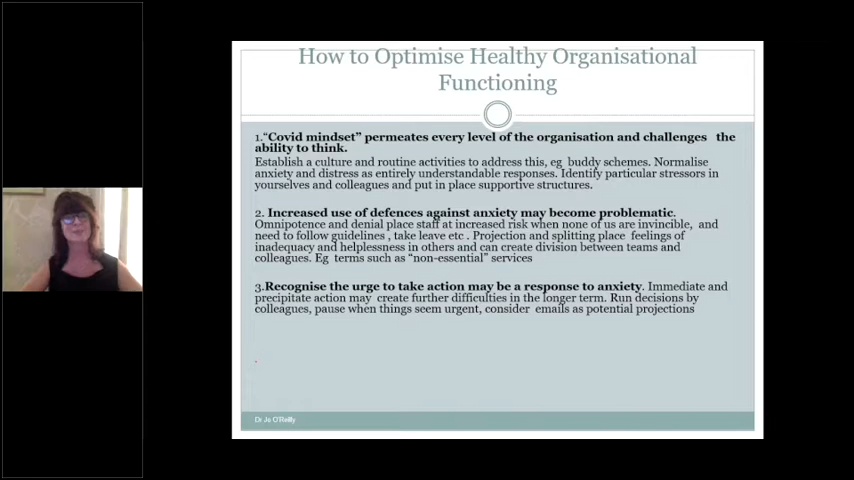 How to Optimise Healthy Organisational
Functioning
1."Covid mindset" permeates every level of the organisation and challenges the
ability to think.
Establish a culture and routine activities to address this, eg buddy schemes. Normalise
anxiety and distress as entirely understandable responses. Identify particular stressors in
yourselves and colleagues and put in place supportive structures.
2. Increased use of defences against anxiety may become problematic.
Omnipotence and denial place staff at increased risk when none of us are invincible, and
need to follow guidelines , take leave etc . Projection and splitting place feelings of
inadequacy and helplessness in others and can create division between teams and
colleagues. Eg terms such as "non-essential" services
3.Recognise the urge to take action may be a response to anxiety. Immediate and
precipitate action may create further difficulties in the longer term. Run decisions by
colleagues, pause when things seem urgent, consider emails as potential projections
.
Dr Jo O'Reilly